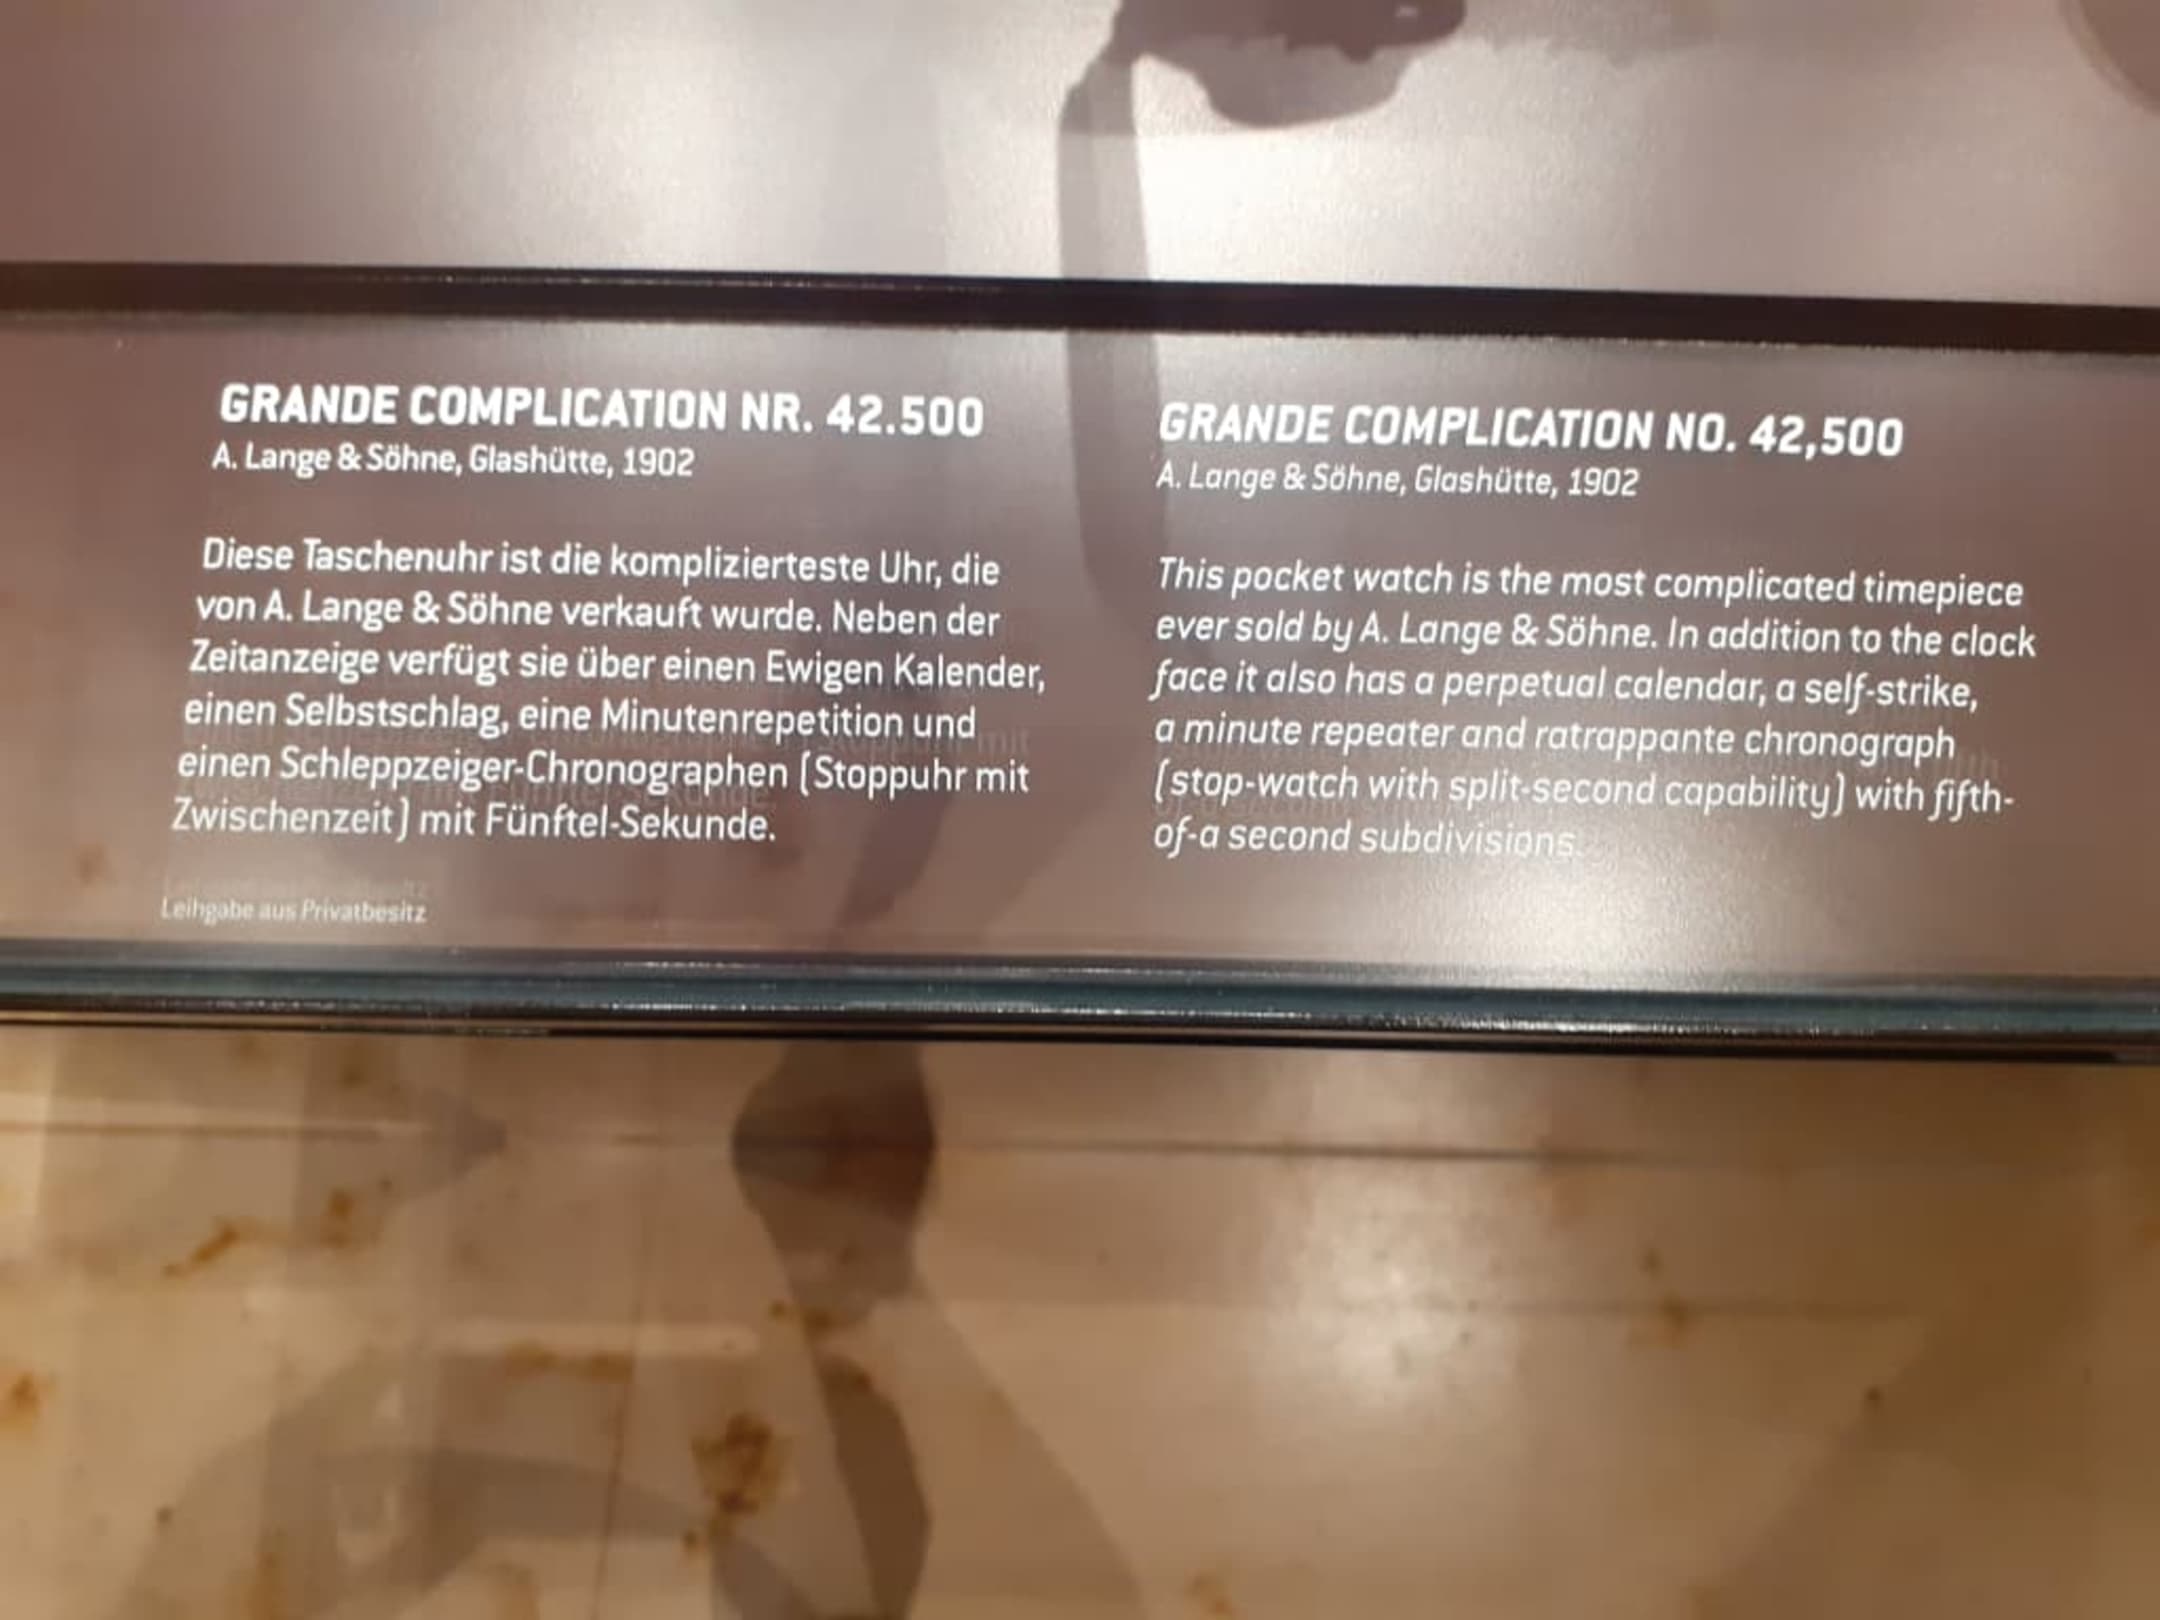 GRANDE COMPLICATION NR. 42.500
A. Lange & Söhne, Glashütte, 1902
Diese Taschenuhr ist die komplizierteste Uhr, die
von A. Lange & Söhne verkauft wurde. Neben der
Zeitanzeige verfügt sie über einen Ewigen Kalender,
einen Selbstschlag, eine Minutenrepetition und
einen Schleppzeiger-Chronographen (Stoppuhr mit
Zwischenzeit) mit Fünftel-Sekunde.
Leihgabe aus Privatbesitz
GRANDE COMPLICATION NO. 42,500
A. Lange & Söhne, Glashütte, 1902
This pocket watch is the most complicated timepiece
ever sold by A. Lange & Söhne. In addition to the clock
face it also has a perpetual calendar, a self-strike,
a minute repeater and ratrappante chronograph
(stop-watch with split-second capability) with fifth-
of-a second subdivisions.